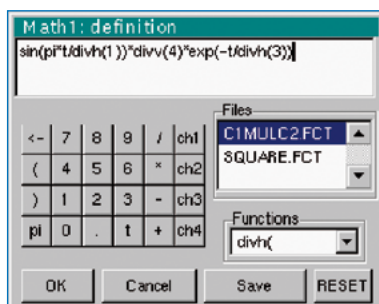 Math1: definition
sin(pi*t/divh(1))*divv(4)*exp(-t/divh(3))
Files
<- 7 8 9 / ch1 C1MULC2.FCT
( 4 5 6 * ch2 SQUARE.FCT
) 1 2 3 - ch3
Functions
pi 0 . t + ch4 divh(
OK Cancel Save RESET